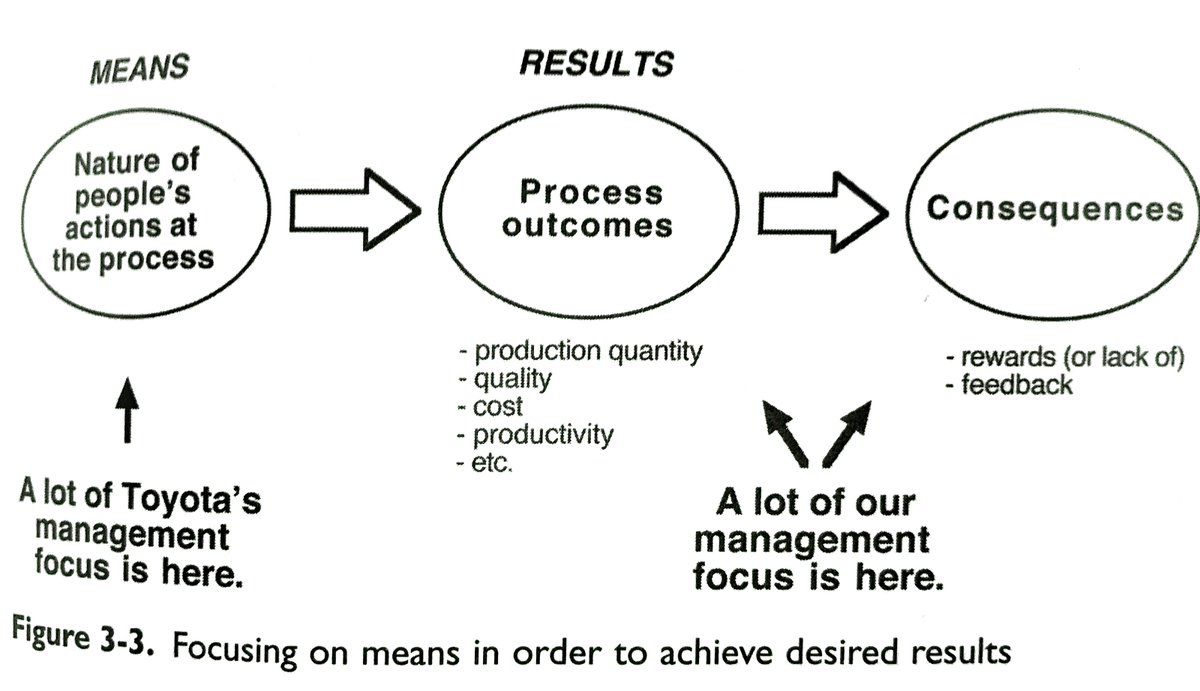 MEANS
RESULTS
Nature of
people's
actions at
the process
Process
outcomes
Consequences
- production quantity
- quality
- cost
- productivity
- etc.
- rewards (or lack of)
- feedback
A lot of Toyota's
management
focus is here.
A lot of our
management
focus is here.
Figure 3-3. Focusing on means in order to achieve desired results